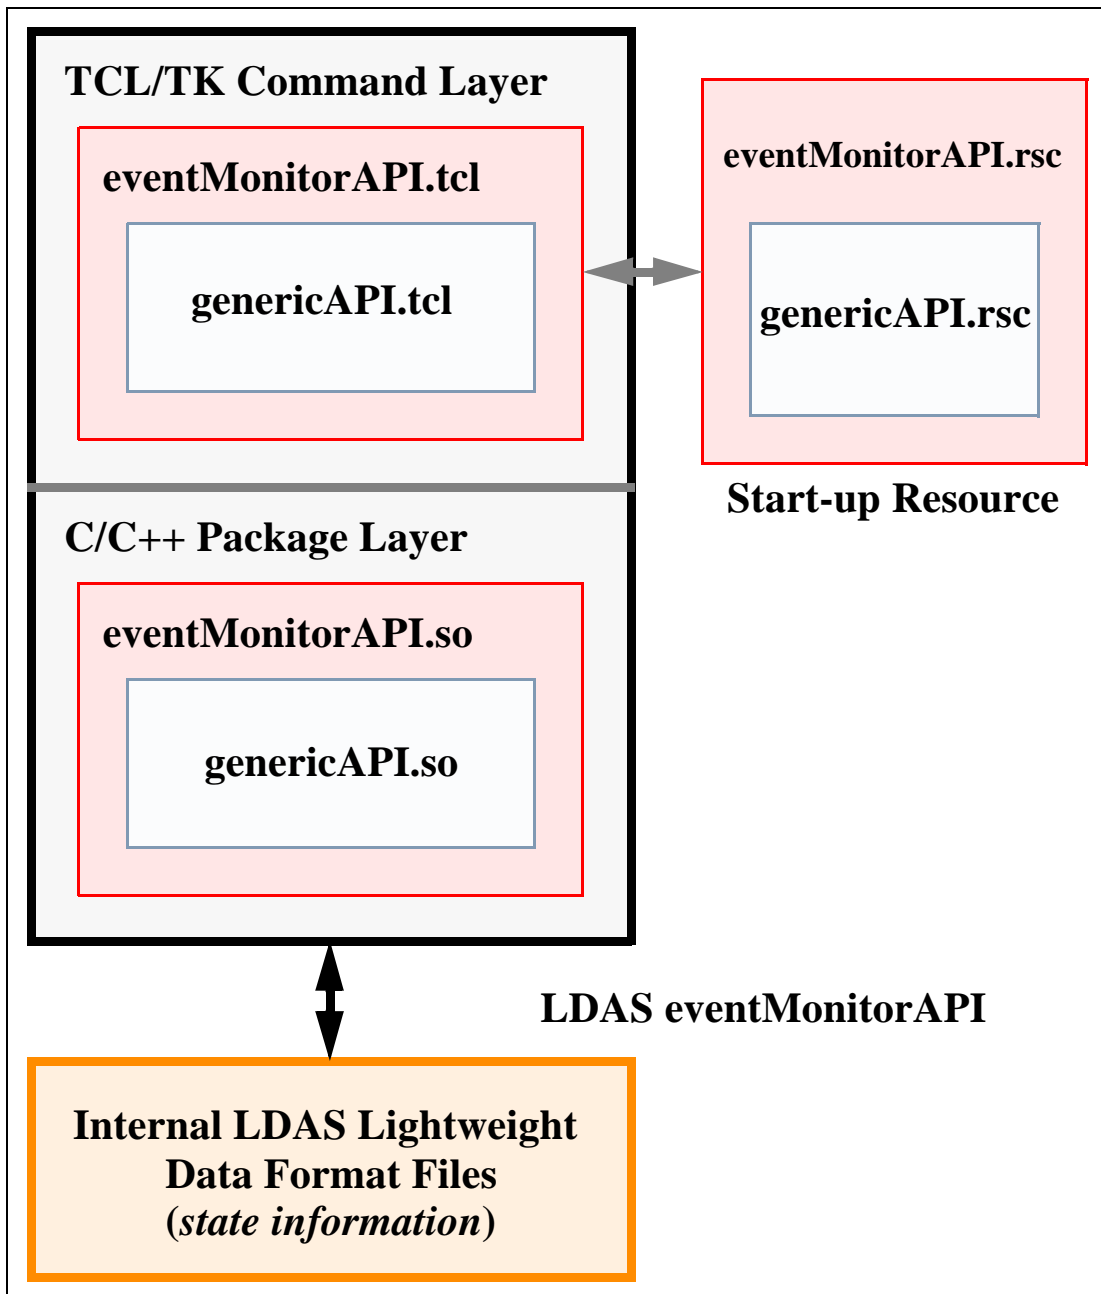 TCL/TK Command Layer
eventMonitorAPI.tcl
genericAPI.tcl
eventMonitorAPI.rsc
genericAPI.rsc
Start-up Resource
C/C++ Package Layer
eventMonitorAPI.so
genericAPI.so
LDAS eventMonitorAPI
Internal LDAS Lightweight
Data Format Files
(state information)